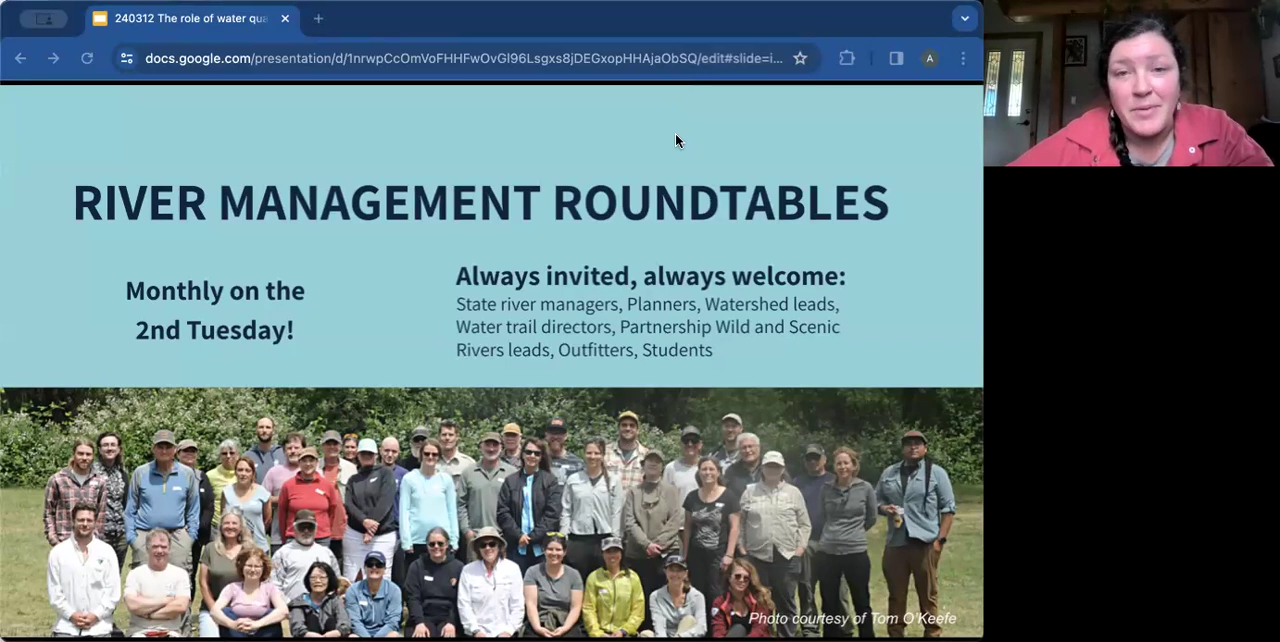 240312 The role of water qua
docs.google.com/presentation/d/1nrwpCcOmVoFHHFwOvGl96Lsgxs8jDEGxopHHAjaObSQ/edit#slide=i...
A
RIVER MANAGEMENT ROUNDTABLES
Monthly on the
2nd Tuesday!
Always invited, always welcome:
State river managers, Planners, Watershed leads,
Water trail directors, Partnership Wild and Scenic
Rivers leads, Outfitters, Students
Photo courtesy of Tom O'Keefe